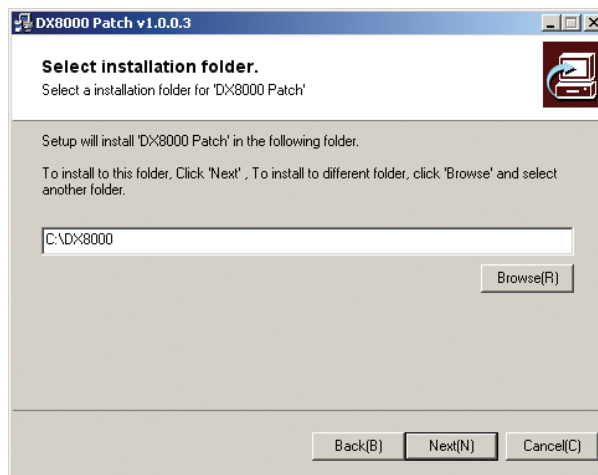 DX8000 Patch v1.0.0.3
Select installation folder.
Select a installation folder for 'DX8000 Patch'
Setup will install 'DX8000 Patch' in the following folder.
To install to this folder, Click 'Next' , To install to different folder, click 'Browse' and select
another folder.
C:\DX8000
Browse(R)
Back(B) Next(N) Cancel(C)